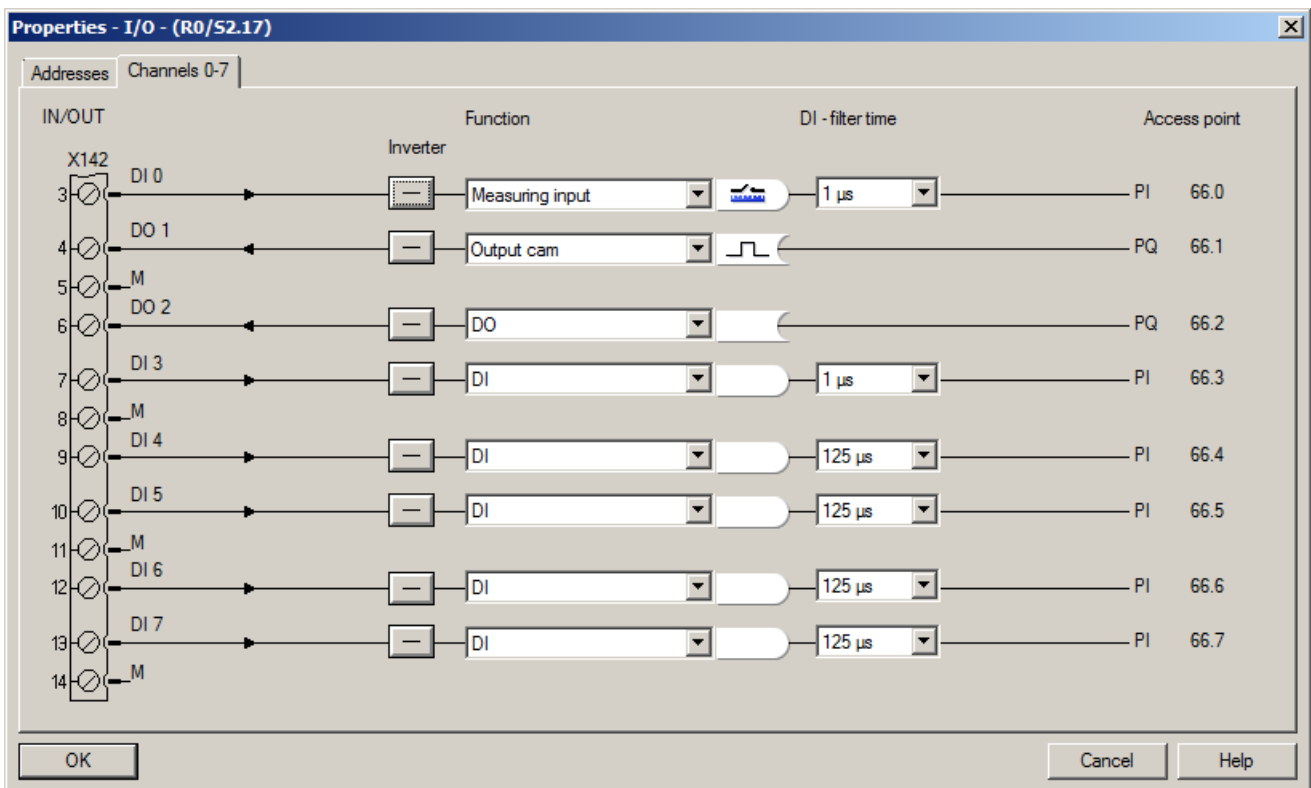 Properties - I/O - (R0/S2.17)
Addresses Channels 0-7
IN/OUT Function DI - filter time Access point
Inverter
X142
3 DI 0 — Measuring input 1 µs PI 66.0
4 DO 1 — Output cam PQ 66.1
5 M
6 DO 2 — DO PQ 66.2
7 DI 3 — DI 1 µs PI 66.3
8 M
9 DI 4 — DI 125 µs PI 66.4
10 DI 5 — DI 125 µs PI 66.5
11 M
12 DI 6 — DI 125 µs PI 66.6
13 DI 7 — DI 125 µs PI 66.7
14 M
OK Cancel Help